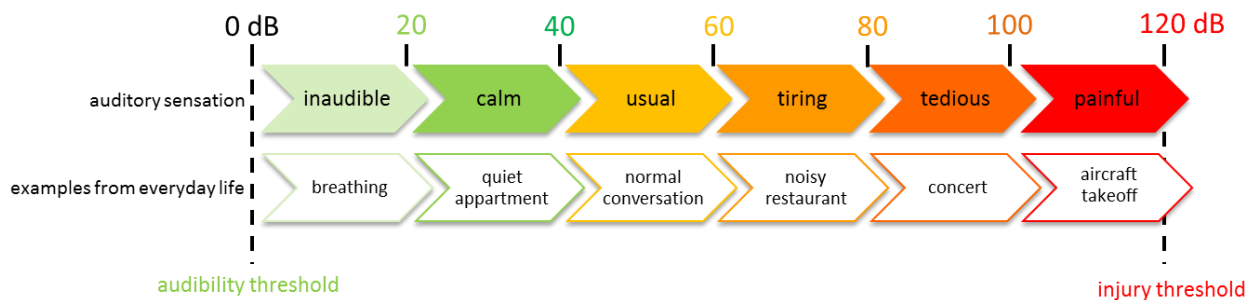 0 dB 20 40 60 80 100 120 dB
auditory sensation inaudible calm usual tiring tedious painful
examples from everyday life breathing quiet appartment normal conversation noisy restaurant concert aircraft takeoff
audibility threshold injury threshold